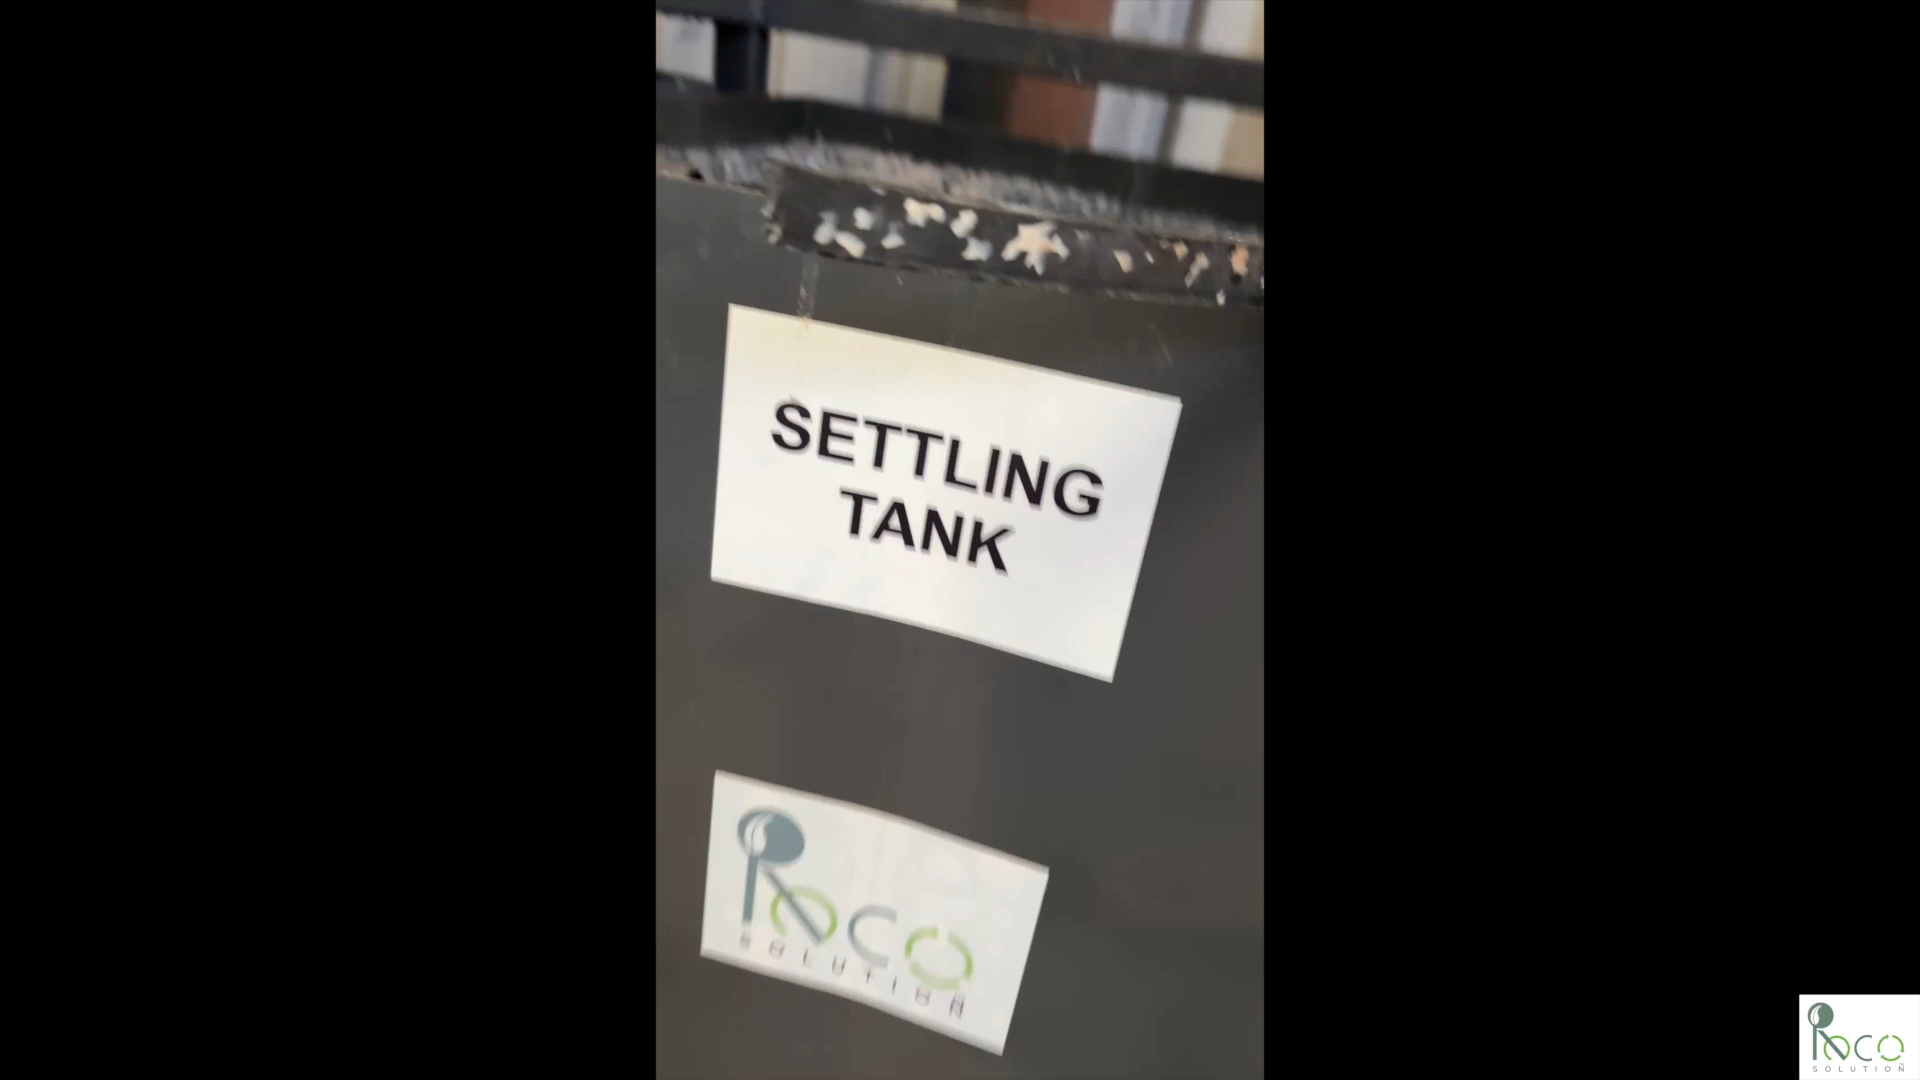 SETTLING
TANK
Reco
SOLUTION
Reco
SOLUTION